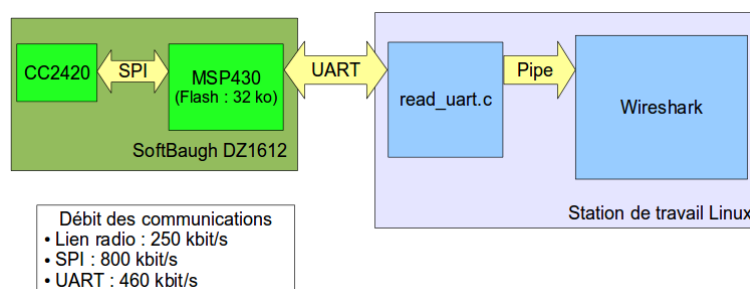 CC2420
SPI
MSP430
(Flash : 32 ko)
SoftBaugh DZ1612
UART
read_uart.c
Pipe
Wireshark
Station de travail Linux
Débit des communications
• Lien radio : 250 kbit/s
• SPI : 800 kbit/s
• UART : 460 kbit/s